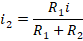 i₂ = R₁i / (R₁ + R₂)